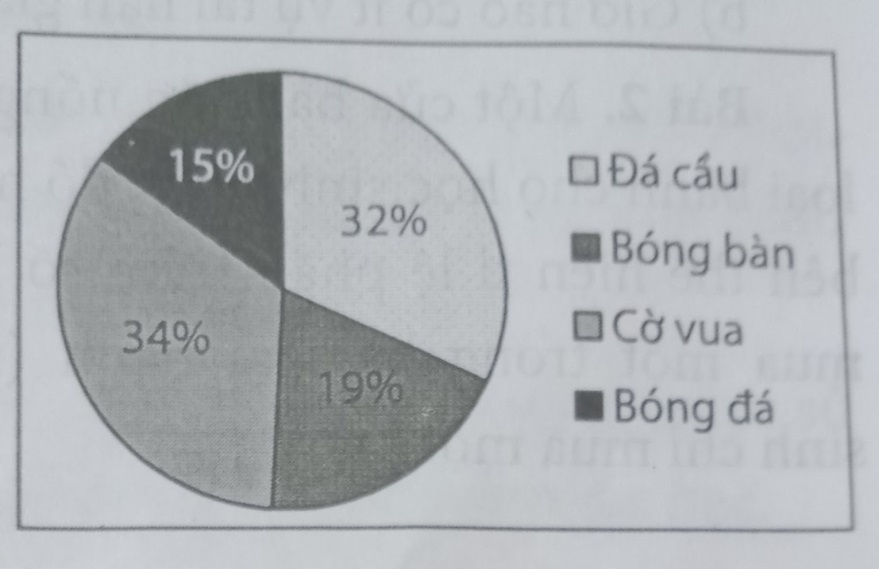 15%
32%
34%
19%
Đá cầu
Bóng bàn
Cờ vua
Bóng đá